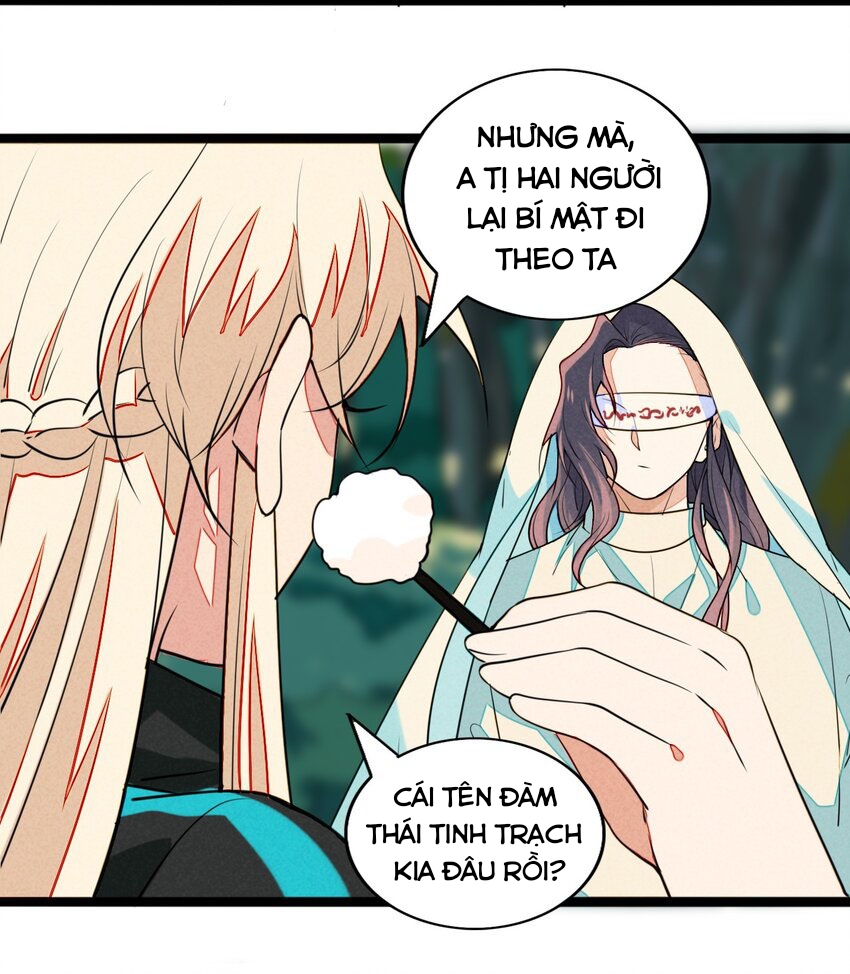 NHƯNG MÀ,
A TỊ HAI NGƯỜI
LẠI BÍ MẬT ĐI
THEO TA
CÁI TÊN ĐÀM
THÁI TINH TRẠCH
KIA ĐÂU RỒI?